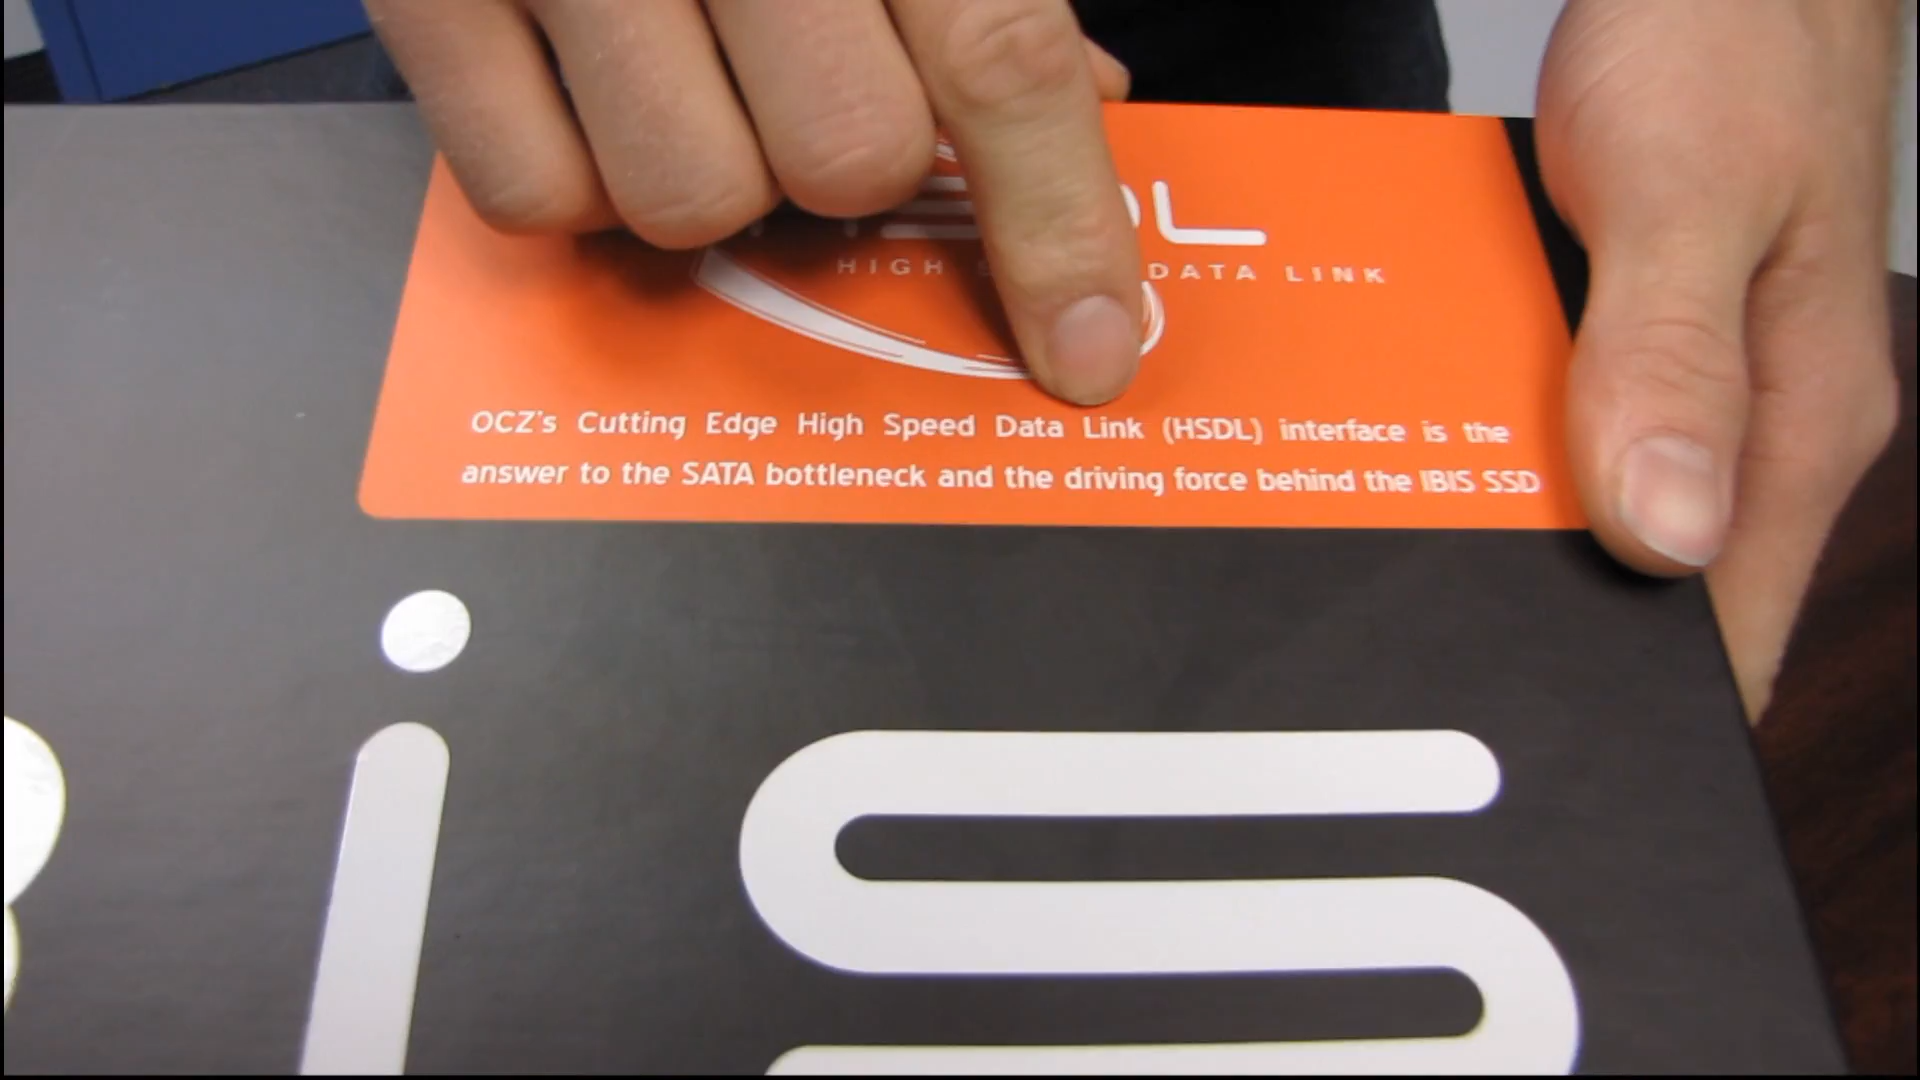 DL
HIGH DATA LINK
OCZ's Cutting Edge High Speed Data Link (HSDL) interface is the
answer to the SATA bottleneck and the driving force behind the IBIS SSD
is